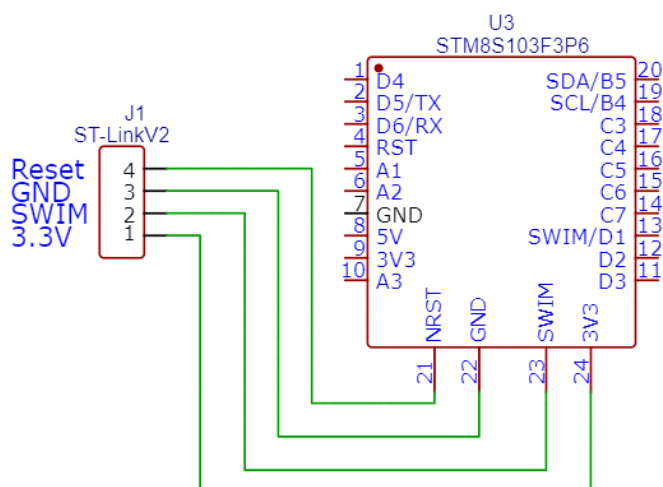 U3
STM8S103F3P6
J1
ST-LinkV2
Reset 4
GND 3
SWIM 2
3.3V 1
1 D4 SDA/B5 20
2 D5/TX SCL/B4 19
3 D6/RX C3 18
4 RST C4 17
5 A1 C5 16
6 A2 C6 15
7 GND C7 14
8 5V SWIM/D1 13
9 3V3 D2 12
10 A3 D3 11
NRST GND SWIM 3V3
21 22 23 24